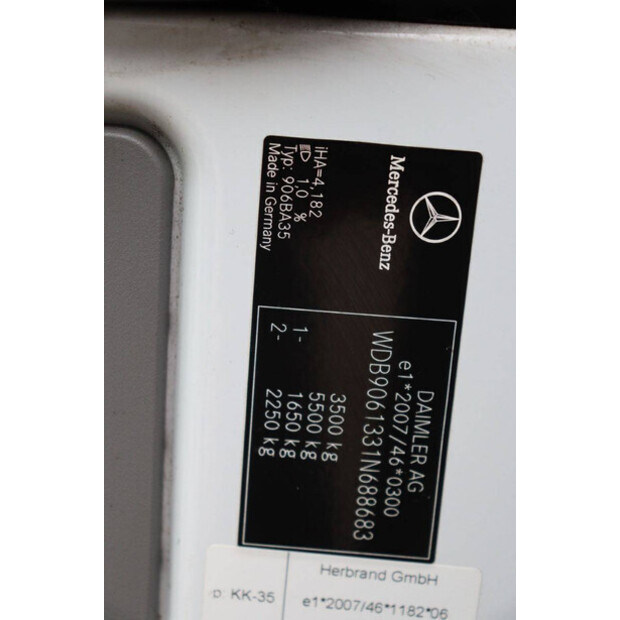 Mercedes-Benz
iHA=4,182
1,0 %
Typ: 906BA35
Made in Germany
DAIMLER AG
e1*2007/46*0300
WDB9061331N688683
3500 kg
5500 kg
1- 1650 kg
2- 2250 kg
Herbrand GmbH
p: KK-35
e1*2007/46*1182*06